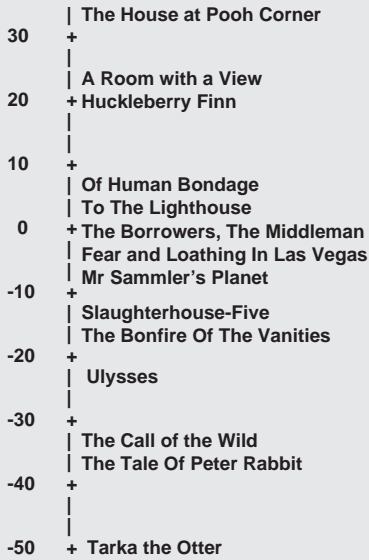 | The House at Pooh Corner
30 +
|
| A Room with a View
20 + Huckleberry Finn
|
|
10 +
| Of Human Bondage
| To The Lighthouse
0 + The Borrowers, The Middleman
| Fear and Loathing In Las Vegas
| Mr Sammler's Planet
-10 +
| Slaughterhouse-Five
| The Bonfire Of The Vanities
-20 +
| Ulysses
|
-30 +
| The Call of the Wild
| The Tale Of Peter Rabbit
-40 +
|
|
-50 + Tarka the Otter